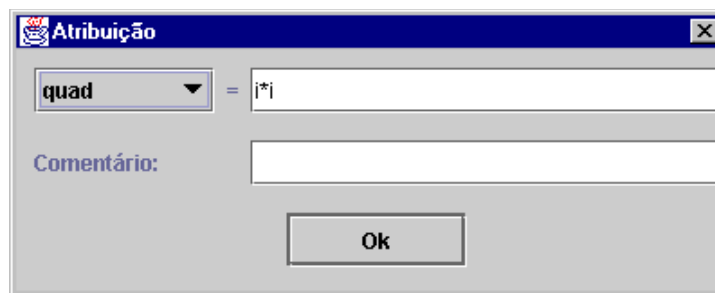 Atribuição
quad = i*i
Comentário:
Ok